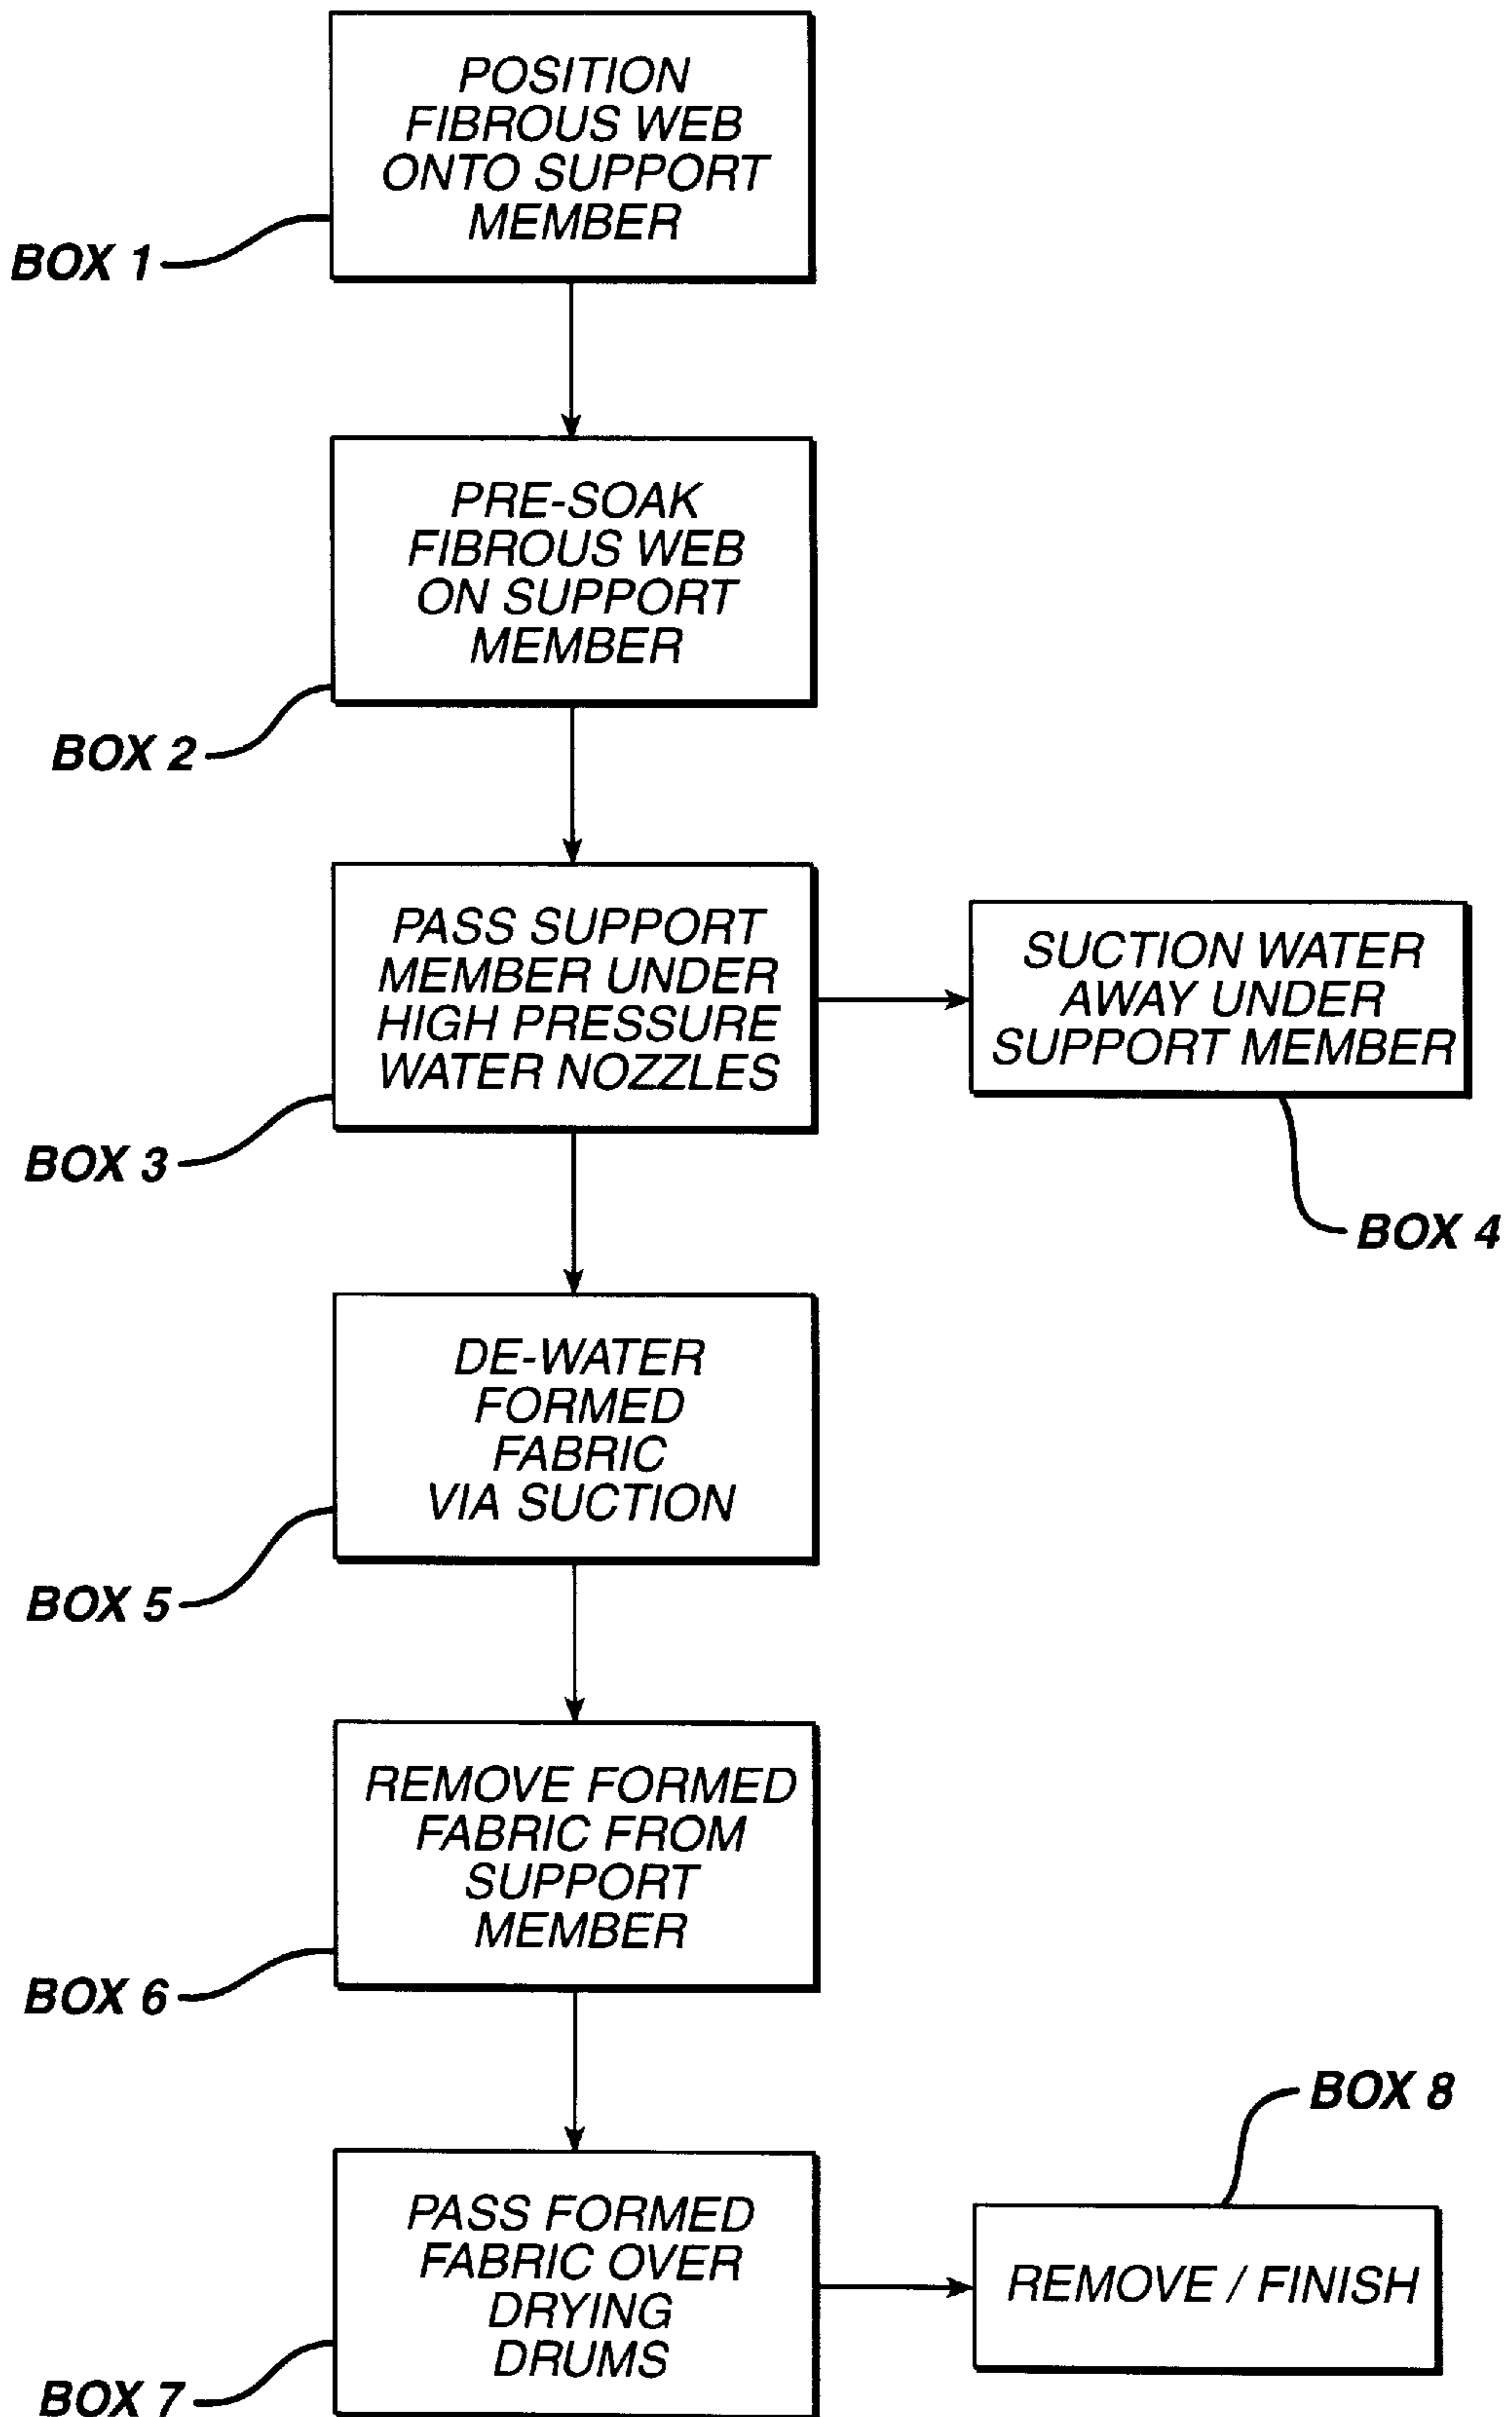 POSITION
FIBROUS WEB
ONTO SUPPORT
MEMBER
BOX 1
PRE-SOAK
FIBROUS WEB
ON SUPPORT
MEMBER
BOX 2
PASS SUPPORT
MEMBER UNDER
HIGH PRESSURE
WATER NOZZLES
BOX 3
SUCTION WATER
AWAY UNDER
SUPPORT MEMBER
BOX 4
DE-WATER
FORMED
FABRIC
VIA SUCTION
BOX 5
REMOVE FORMED
FABRIC FROM
SUPPORT
MEMBER
BOX 6
PASS FORMED
FABRIC OVER
DRYING
DRUMS
BOX 7
BOX 8
REMOVE / FINISH